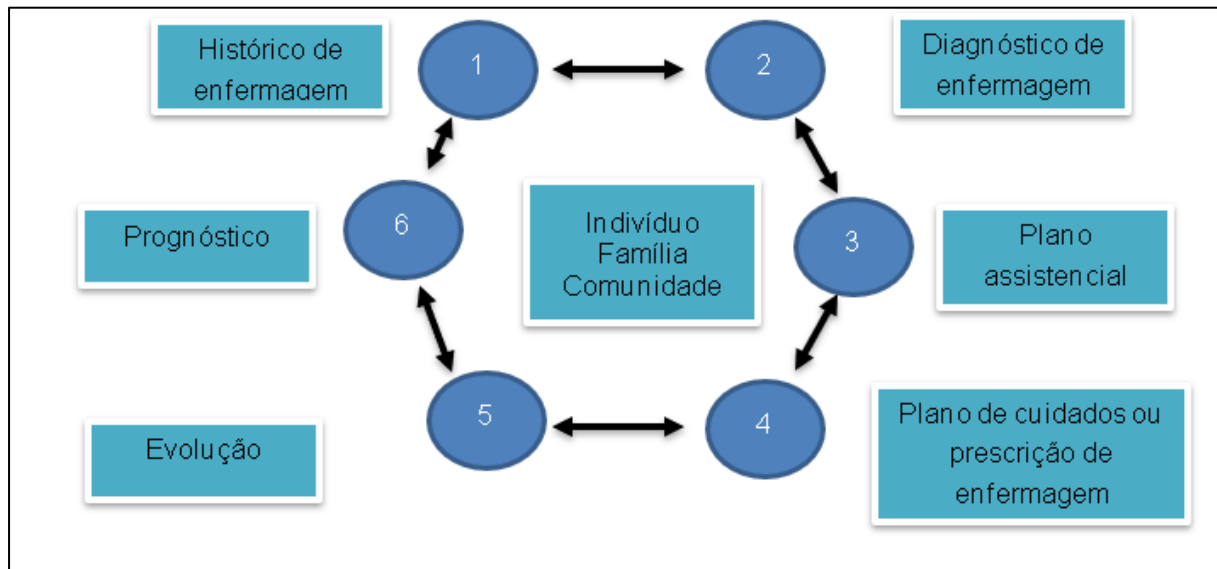 Histórico de
enfermagem
1
2
Diagnóstico de
enfermagem
Prognóstico
6
Indivíduo
Família
Comunidade
3
Plano
assistencial
Evolução
5
4
Plano de cuidados ou
prescrição de
enfermagem